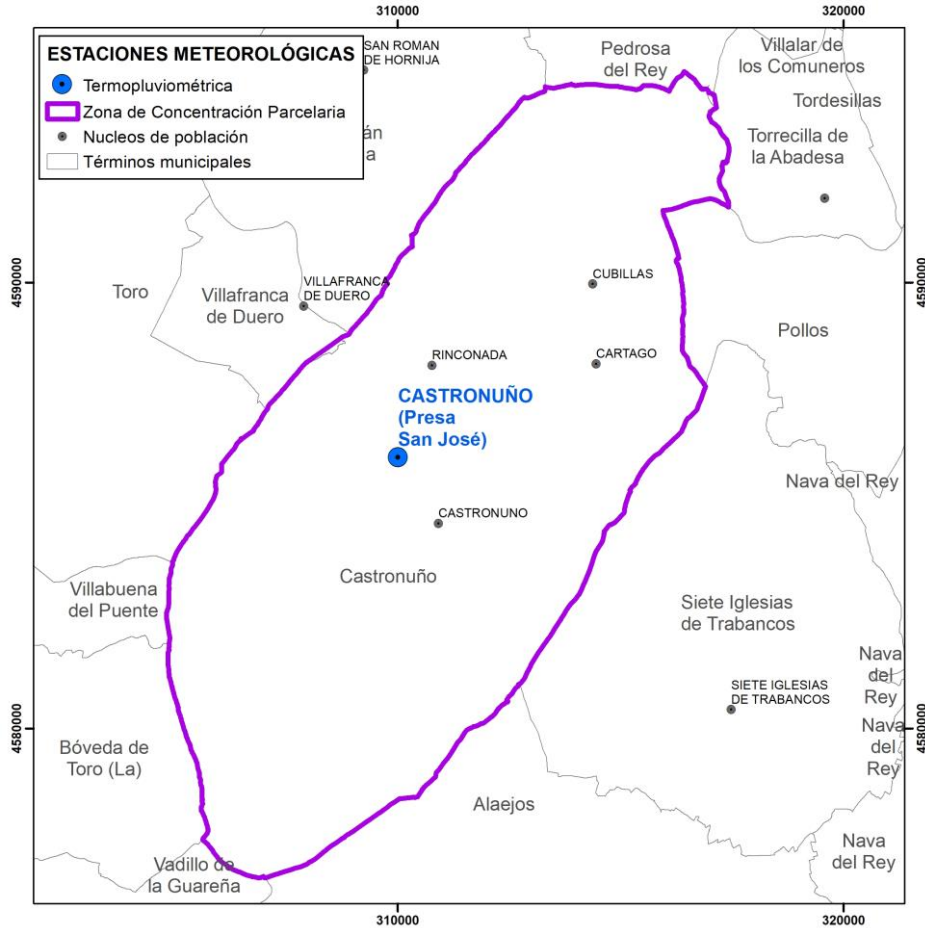 310000
320000
ESTACIONES METEOROLÓGICAS
Termopluviométrica
Zona de Concentración Parcelaria
Nucleos de población
Términos municipales
SAN ROMAN
DE HORNIJA
Pedrosa
del Rey
Villalar de
los Comuneros
Tordesillas
Torrecilla de
la Abadesa
4590000
4590000
Toro
Villafranca
de Duero
VILLAFRANCA
DE DUERO
CUBILLAS
Pollos
RINCONADA
CARTAGO
CASTRONUÑO
(Presa
San José)
Nava del Rey
CASTRONUNO
Castronuño
Villabuena
del Puente
Siete Iglesias
de Trabancos
Nava
del
Rey
SIETE IGLESIAS
DE TRABANCOS
4580000
4580000
Nava
del
Rey
Bóveda de
Toro (La)
Alaejos
Nava
del Rey
Vadillo de
la Guareña
310000
320000